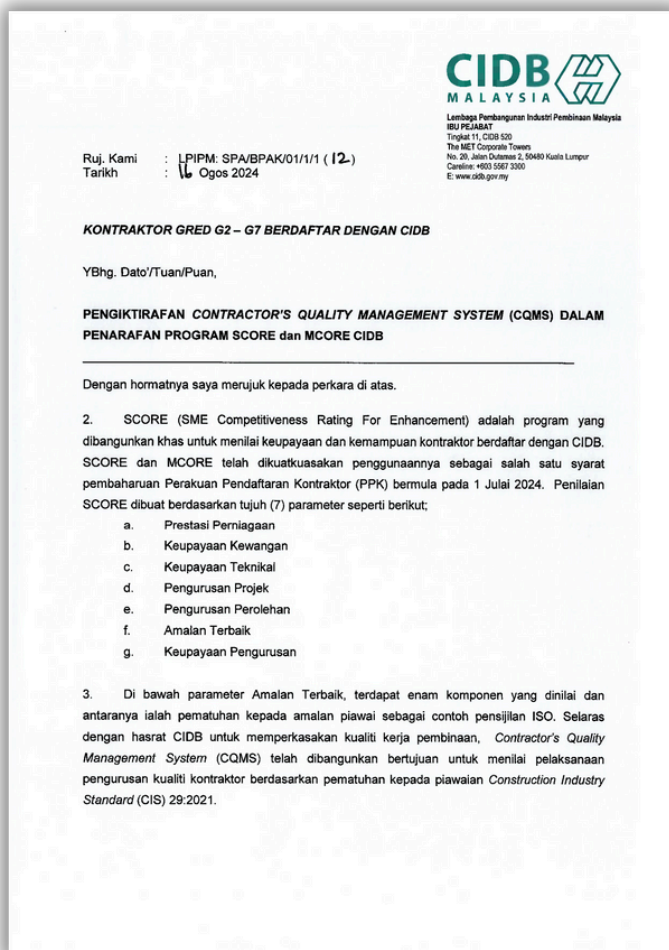 CIDB
MALAYSIA
Lembaga Pembangunan Industri Pembinaan Malaysia
IBU PEJABAT
Tingkat 11, CIDB 520
The MET Corporate Towers
No. 20, Jalan Dutamas 2, 50480 Kuala Lumpur
Careline: +603 5567 3300
E: www.cidb.gov.my
Ruj. Kami : LPIPM: SPA/BPAK/01/1/1 (12)
Tarikh : 16 Ogos 2024
KONTRAKTOR GRED G2 – G7 BERDAFTAR DENGAN CIDB
YBhg. Dato'/Tuan/Puan,
PENGIKTIRAFAN CONTRACTOR'S QUALITY MANAGEMENT SYSTEM (CQMS) DALAM
PENARAFAN PROGRAM SCORE dan MCORE CIDB
Dengan hormatnya saya merujuk kepada perkara di atas.
2. SCORE (SME Competitiveness Rating For Enhancement) adalah program yang
dibangunkan khas untuk menilai keupayaan dan kemampuan kontraktor berdaftar dengan CIDB.
SCORE dan MCORE telah dikuatkuasakan penggunaannya sebagai salah satu syarat
pembaharuan Perakuan Pendaftaran Kontraktor (PPK) bermula pada 1 Julai 2024. Penilaian
SCORE dibuat berdasarkan tujuh (7) parameter seperti berikut;
a. Prestasi Perniagaan
b. Keupayaan Kewangan
c. Keupayaan Teknikal
d. Pengurusan Projek
e. Pengurusan Perolehan
f. Amalan Terbaik
g. Keupayaan Pengurusan
3. Di bawah parameter Amalan Terbaik, terdapat enam komponen yang dinilai dan
antaranya ialah pematuhan kepada amalan piawai sebagai contoh pensijilan ISO. Selaras
dengan hasrat CIDB untuk memperkasakan kualiti kerja pembinaan, Contractor's Quality
Management System (CQMS) telah dibangunkan bertujuan untuk menilai pelaksanaan
pengurusan kualiti kontraktor berdasarkan pematuhan kepada piawaian Construction Industry
Standard (CIS) 29:2021.